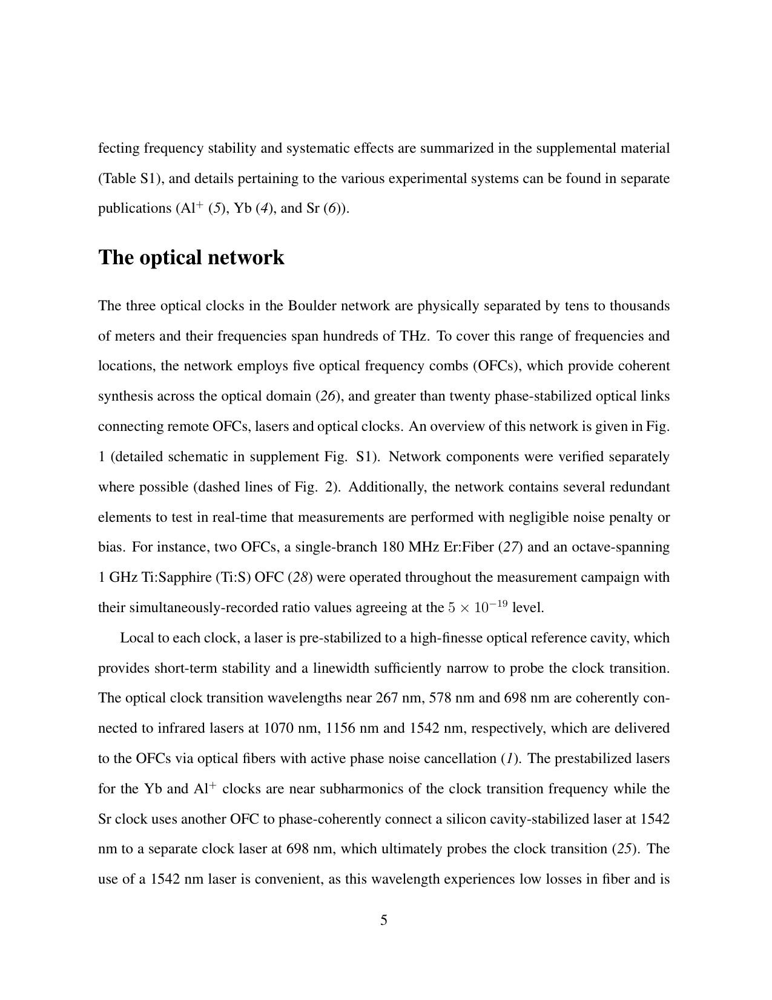 fecting frequency stability and systematic effects are summarized in the supplemental material
(Table S1), and details pertaining to the various experimental systems can be found in separate
publications (Al⁺ (5), Yb (4), and Sr (6)).
The optical network
The three optical clocks in the Boulder network are physically separated by tens to thousands
of meters and their frequencies span hundreds of THz. To cover this range of frequencies and
locations, the network employs five optical frequency combs (OFCs), which provide coherent
synthesis across the optical domain (26), and greater than twenty phase-stabilized optical links
connecting remote OFCs, lasers and optical clocks. An overview of this network is given in Fig.
1 (detailed schematic in supplement Fig. S1). Network components were verified separately
where possible (dashed lines of Fig. 2). Additionally, the network contains several redundant
elements to test in real-time that measurements are performed with negligible noise penalty or
bias. For instance, two OFCs, a single-branch 180 MHz Er:Fiber (27) and an octave-spanning
1 GHz Ti:Sapphire (Ti:S) OFC (28) were operated throughout the measurement campaign with
their simultaneously-recorded ratio values agreeing at the 5 × 10⁻¹⁹ level.
Local to each clock, a laser is pre-stabilized to a high-finesse optical reference cavity, which
provides short-term stability and a linewidth sufficiently narrow to probe the clock transition.
The optical clock transition wavelengths near 267 nm, 578 nm and 698 nm are coherently con-
nected to infrared lasers at 1070 nm, 1156 nm and 1542 nm, respectively, which are delivered
to the OFCs via optical fibers with active phase noise cancellation (1). The prestabilized lasers
for the Yb and Al⁺ clocks are near subharmonics of the clock transition frequency while the
Sr clock uses another OFC to phase-coherently connect a silicon cavity-stabilized laser at 1542
nm to a separate clock laser at 698 nm, which ultimately probes the clock transition (25). The
use of a 1542 nm laser is convenient, as this wavelength experiences low losses in fiber and is
5